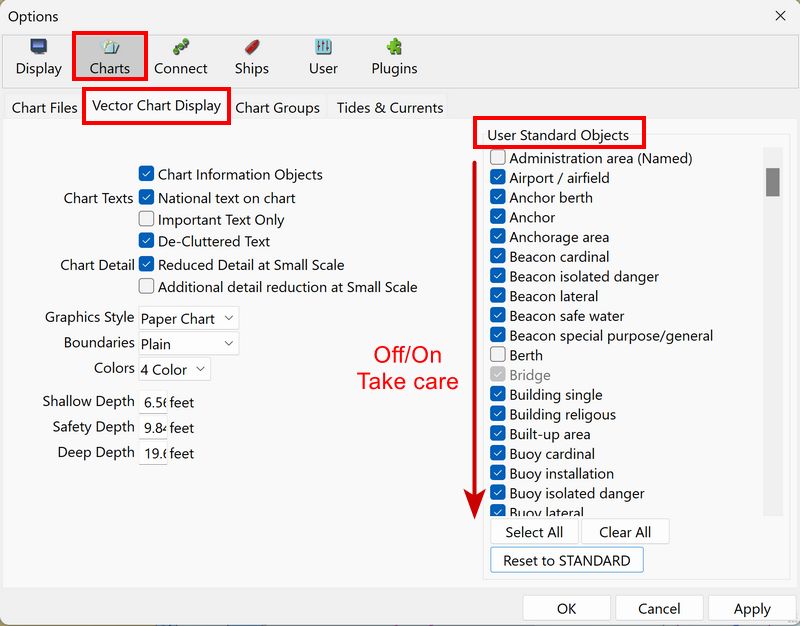 Options
Display Charts Connect Ships User Plugins
Chart Files Vector Chart Display Chart Groups Tides & Currents
Chart Information Objects
Chart Texts National text on chart
Important Text Only
De-Cluttered Text
Chart Detail Reduced Detail at Small Scale
Additional detail reduction at Small Scale
Graphics Style Paper Chart
Boundaries Plain
Colors 4 Color
Shallow Depth 6.56 feet
Safety Depth 9.84 feet
Deep Depth 19.6 feet
Off/On
Take care
User Standard Objects
Administration area (Named)
Airport / airfield
Anchor berth
Anchor
Anchorage area
Beacon cardinal
Beacon isolated danger
Beacon lateral
Beacon safe water
Beacon special purpose/general
Berth
Bridge
Building single
Building religous
Built-up area
Buoy cardinal
Buoy installation
Buoy isolated danger
Buoy lateral
Select All Clear All
Reset to STANDARD
OK Cancel Apply